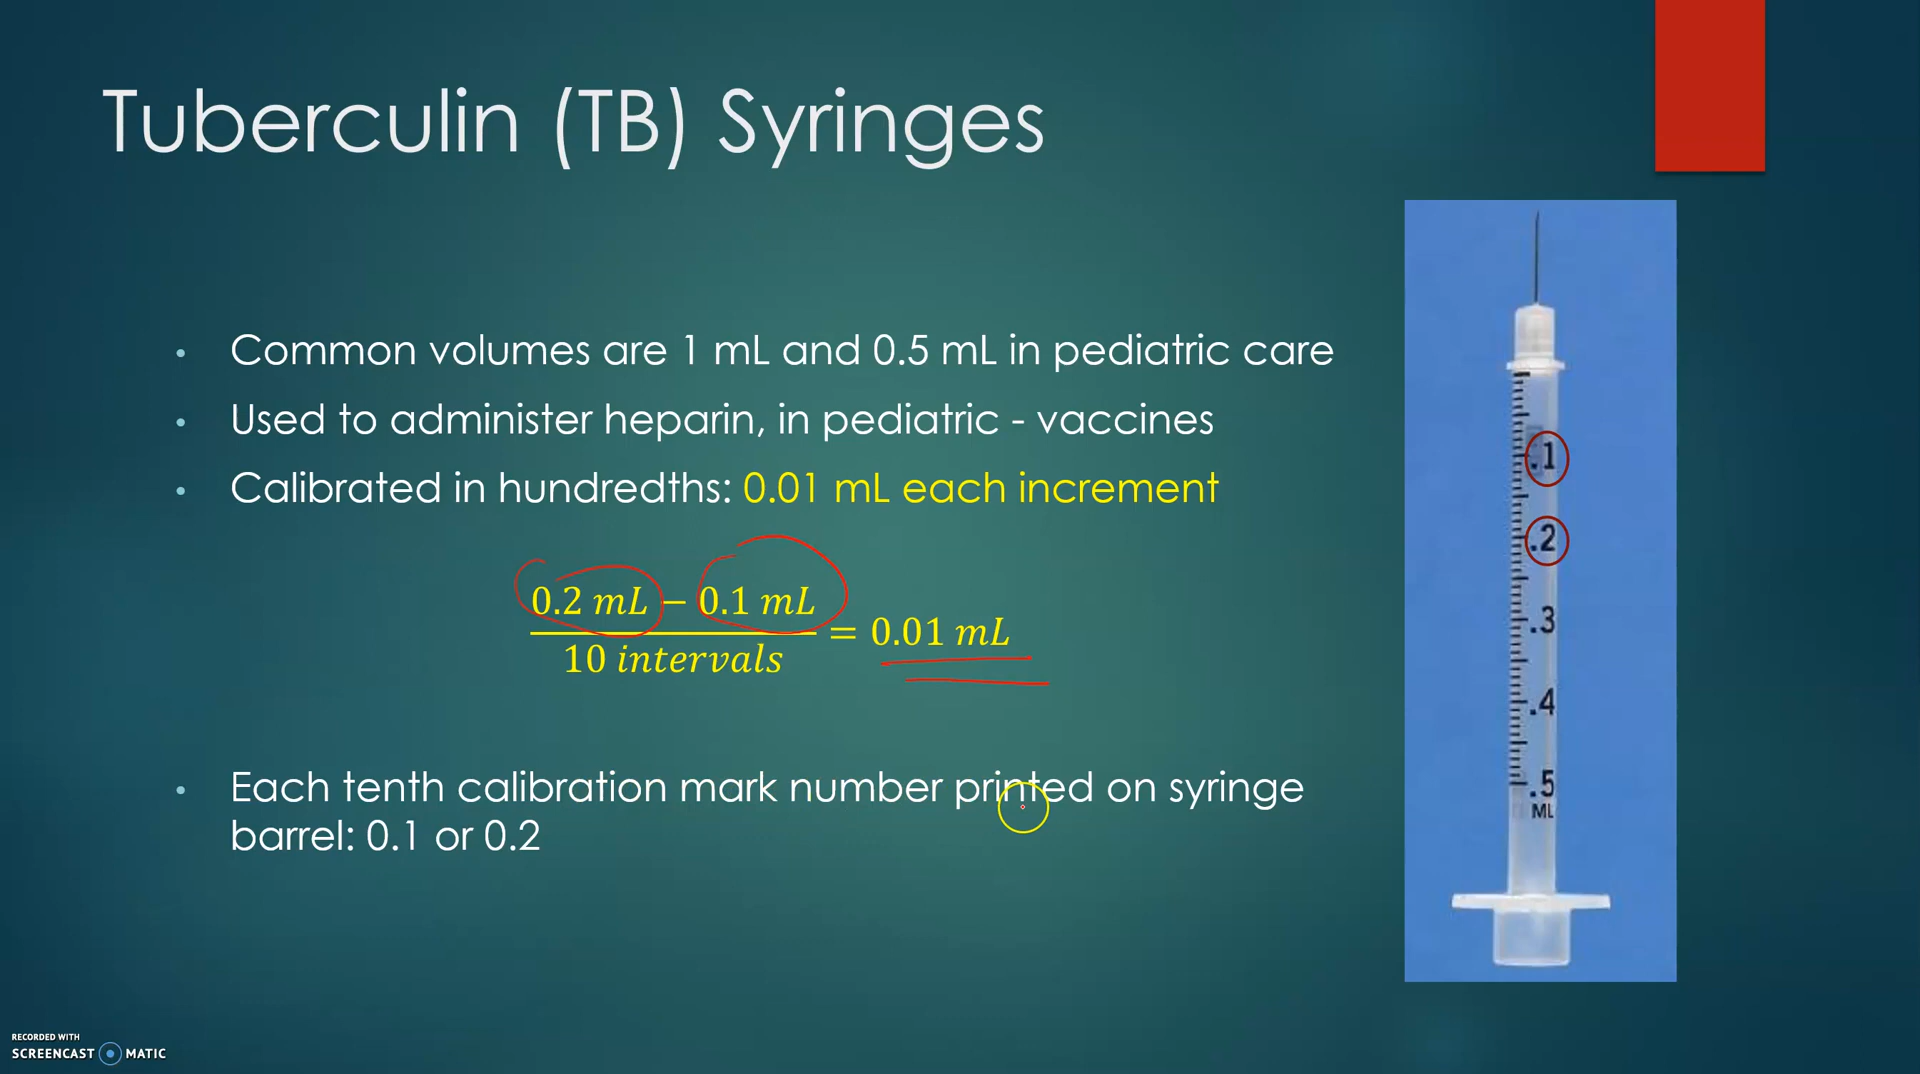 Tuberculin (TB) Syringes
• Common volumes are 1 mL and 0.5 mL in pediatric care
• Used to administer heparin, in pediatric - vaccines
• Calibrated in hundredths: 0.01 mL each increment
0.2 mL − 0.1 mL
10 intervals
= 0.01 mL
• Each tenth calibration mark number printed on syringe
barrel: 0.1 or 0.2
.1
.2
.3
.4
.5
ML
RECORDED WITH
SCREENCAST MATIC